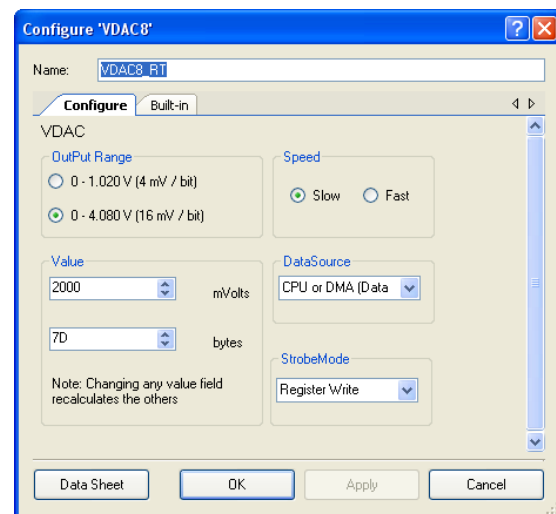 Configure 'VDAC8'
Name: VDAC8_RT
Configure Built-in
VDAC
OutPut Range
0 - 1.020 V (4 mV / bit)
0 - 4.080 V (16 mV / bit)
Speed
Slow Fast
Value
2000 mVolts
7D bytes
Note: Changing any value field
recalculates the others
DataSource
CPU or DMA (Data
StrobeMode
Register Write
Data Sheet OK Apply Cancel